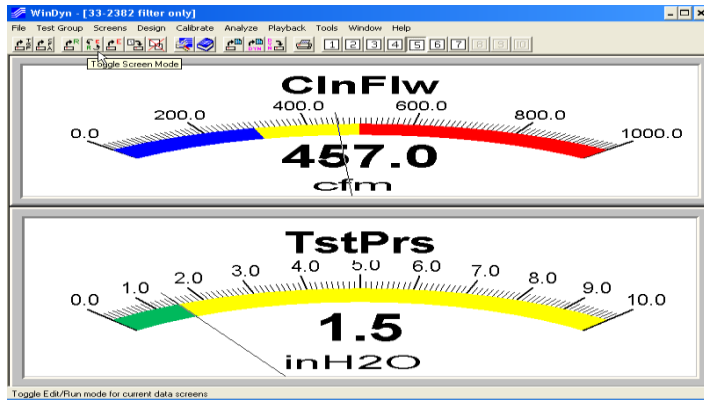 WinDyn - [33-2382 filter only]
File Test Group Screens Design Calibrate Analyze Playback Tools Window Help
1 2 3 4 5 6 7 8 9 10
Toggle Screen Mode
ClnFlw
0.0 200.0 400.0 600.0 800.0 1000.0
457.0
cfm
TstPrs
0.0 1.0 2.0 3.0 4.0 5.0 6.0 7.0 8.0 9.0 10.0
1.5
inH2O
Toggle Edit/Run mode for current data screens